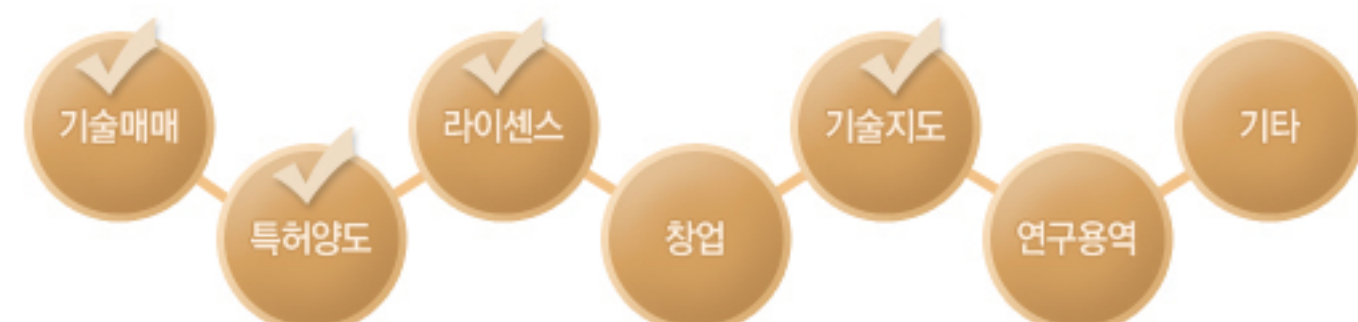 기술매매
특허양도
라이센스
창업
기술지도
연구용역
기타